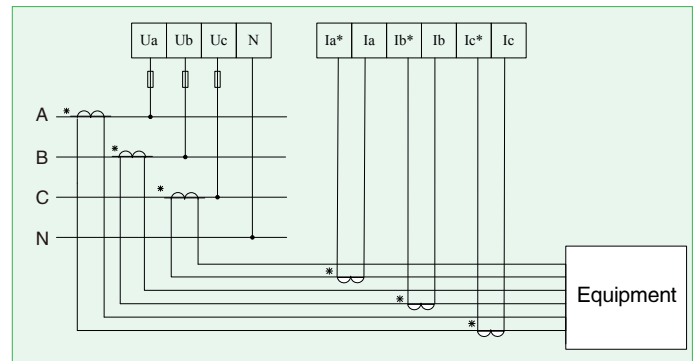 Ua Ub Uc N Ia* Ia Ib* Ib Ic* Ic
A *
B *
C *
N
*
*
*
Equipment